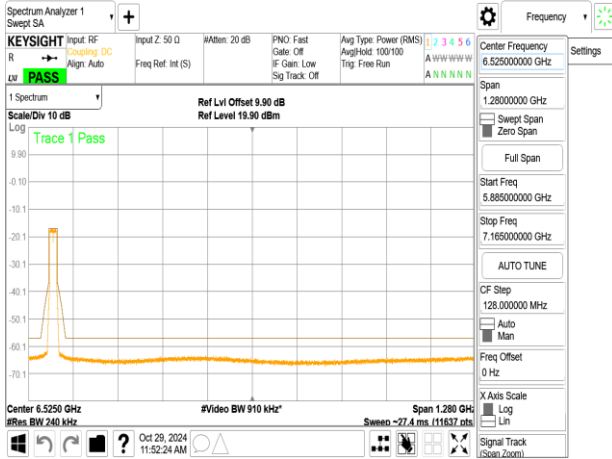 Spectrum Analyzer 1
Swept SA
Frequency
KEYSIGHT
R
LXI
PASS
Input: RF
Coupling: DC
Align: Auto
Input Z: 50 Ω
Freq Ref: Int (S)
#Atten: 20 dB
PNO: Fast
Gate: Off
IF Gain: Low
Sig Track: Off
Avg Type: Power (RMS)
Avg|Hold: 100/100
Trig: Free Run
1 2 3 4 5 6
A W W W W W
A N N N N N
1 Spectrum
Scale/Div 10 dB
Ref Lvl Offset 9.90 dB
Ref Level 19.90 dBm
Log
Trace 1 Pass
9.90
-0.10
-10.1
-20.1
-30.1
-40.1
-50.1
-60.1
-70.1
Center 6.5250 GHz
#Res BW 240 kHz
#Video BW 910 kHz*
Span 1.280 GHz
Sweep ~27.4 ms (11637 pts
Oct 29, 2024
11:52:24 AM
Center Frequency
6.525000000 GHz
Settings
Span
1.28000000 GHz
Swept Span
Zero Span
Full Span
Start Freq
5.885000000 GHz
Stop Freq
7.165000000 GHz
AUTO TUNE
CF Step
128.000000 MHz
Auto
Man
Freq Offset
0 Hz
X Axis Scale
Log
Lin
Signal Track
(Span Zoom)